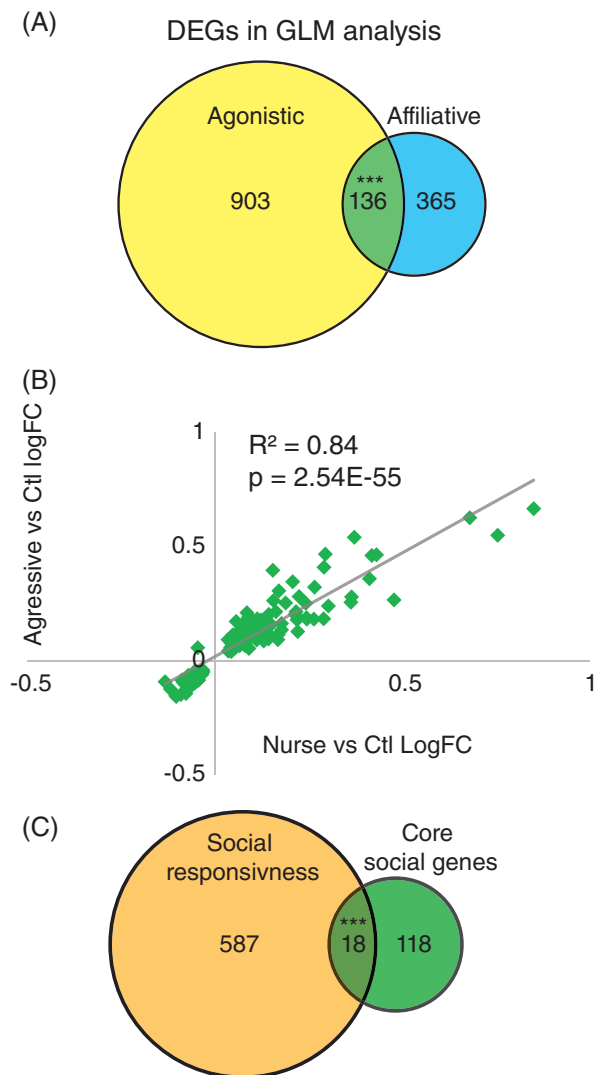 (A)
DEGs in GLM analysis
Agonistic
Affiliative
903
***
136
365
(B)
Agressive vs Ctl logFC
1
R² = 0.84
p = 2.54E-55
0.5
0
-0.5
0.5
1
Nurse vs Ctl LogFC
-0.5
(C)
Social
responsivness
Core
social genes
587
***
18
118